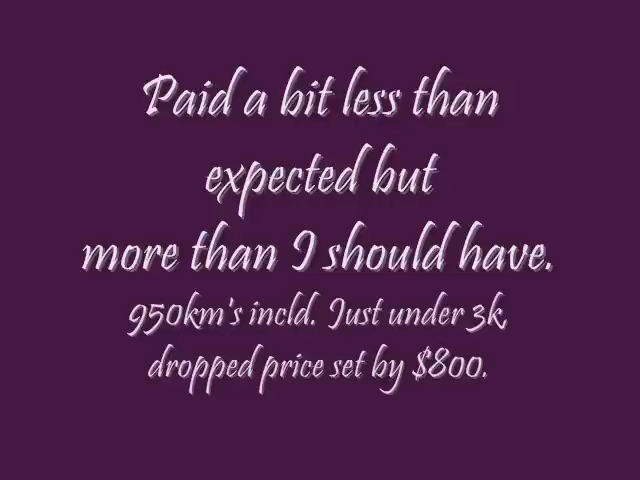 Paid a bit less than
expected but
more than I should have.
950km's incld. Just under 3k,
dropped price set by $800.